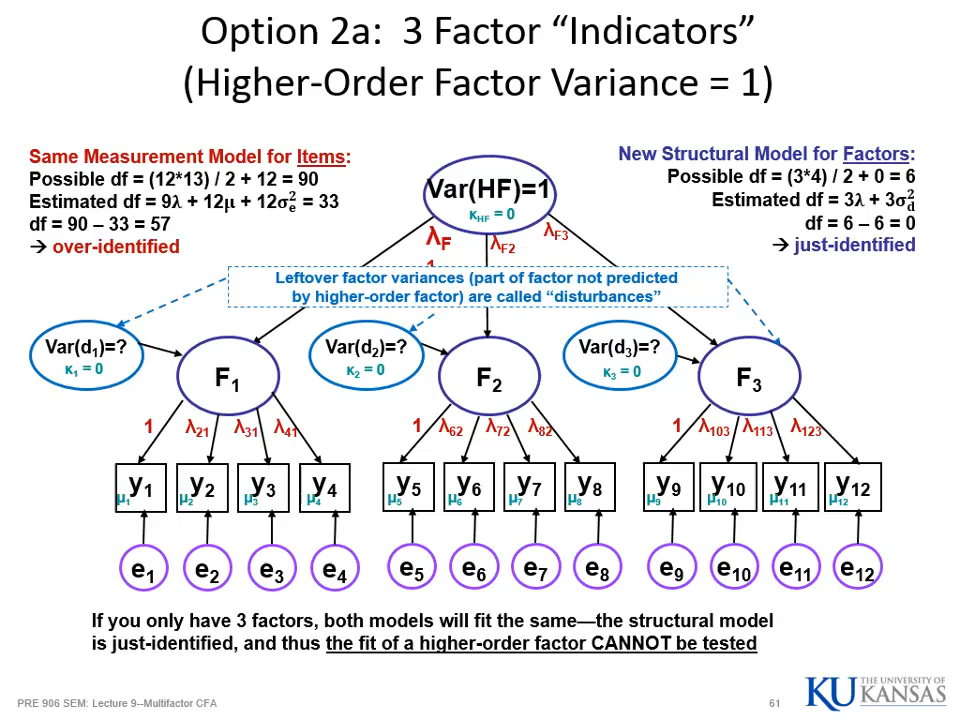 Option 2a:  3 Factor “Indicators”
(Higher-Order Factor Variance = 1)
Same Measurement Model for Items:
Possible df = (12*13) / 2 + 12 = 90
Estimated df = 9λ + 12μ + 12σ²ₑ = 33
df = 90 – 33 = 57
→ over-identified
New Structural Model for Factors:
Possible df = (3*4) / 2 + 0 = 6
Estimated df = 3λ + 3σ²d
df = 6 – 6 = 0
→ just-identified
Var(HF)=1
κHF = 0
λF
1
λF2
λF3
Leftover factor variances (part of factor not predicted
by higher-order factor) are called “disturbances”
Var(d₁)=?
κ₁ = 0
F₁
Var(d₂)=?
κ₂ = 0
F₂
Var(d₃)=?
κ₃ = 0
F₃
1 λ₂₁ λ₃₁ λ₄₁
1 λ₆₂ λ₇₂ λ₈₂
1 λ₁₀₃ λ₁₁₃ λ₁₂₃
y₁ y₂ y₃ y₄ y₅ y₆ y₇ y₈ y₉ y₁₀ y₁₁ y₁₂
μ₁ μ₂ μ₃ μ₄ μ₅ μ₆ μ₇ μ₈ μ₉ μ₁₀ μ₁₁ μ₁₂
e₁ e₂ e₃ e₄ e₅ e₆ e₇ e₈ e₉ e₁₀ e₁₁ e₁₂
If you only have 3 factors, both models will fit the same—the structural model
is just-identified, and thus the fit of a higher-order factor CANNOT be tested
PRE 906 SEM: Lecture 9--Multifactor CFA
61
KU THE UNIVERSITY OF
KANSAS